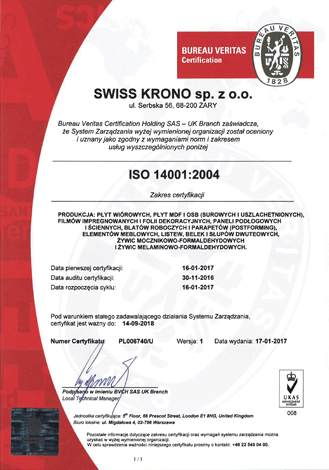 BUREAU VERITAS
Certification
BUREAU VERITAS
1828
SWISS KRONO sp. z o.o.
ul. Serbska 56, 68-200 ŻARY
Bureau Veritas Certification Holding SAS – UK Branch zaświadcza,
że System Zarządzania wyżej wymienionej organizacji został oceniony
i uznany jako zgodny z wymaganiami norm i zakresem
usług wyszczególnionych poniżej
ISO 14001:2004
Zakres certyfikacji
PRODUKCJA: PŁYT WIÓROWYCH, PŁYT MDF I OSB (SUROWYCH I USZLACHETNIONYCH),
FILMÓW IMPREGNOWANYCH I FOLII DEKORACYJNYCH, PANELI PODŁOGOWYCH
I ŚCIENNYCH, BLATÓW ROBOCZYCH I PARAPETÓW (POSTFORMING),
ELEMENTÓW MEBLOWYCH, LISTEW, BELEK I SŁUPÓW DWUTEOWYCH,
ŻYWIC MOCZNIKOWO-FORMALDEHYDOWYCH
I ŻYWIC MELAMINOWO-FORMALDEHYDOWYCH.
Data pierwszej certyfikacji: 16-01-2017
Data auditu certyfikacji: 30-11-2016
Data rozpoczęcia cyklu: 16-01-2017
Pod warunkiem stałego zadawalającego działania Systemu Zarządzania,
certyfikat jest ważny do: 14-09-2018
Numer Certyfikatu PL006740/U Wersja: 1 Data wydania: 17-01-2017
Podpisano w imieniu BVCH SAS UK Branch
Local Technical Manager
UKAS
MANAGEMENT
SYSTEMS
008
Jednostka certyfikująca: 5th Floor, 66 Prescot Street, London E1 8HG, United Kingdom
Biuro lokalne: ul. Migdałowa 4, 02-796 Warszawa
Pozostałe informacje dotyczące zakresu certyfikacji oraz wymagań systemu zarządzania można
uzyskać w wyżej wymienionej organizacji.
W celu sprawdzenia ważności niniejszego certyfikatu prosimy o kontakt: +48 22 549 04 00.
1 / 1